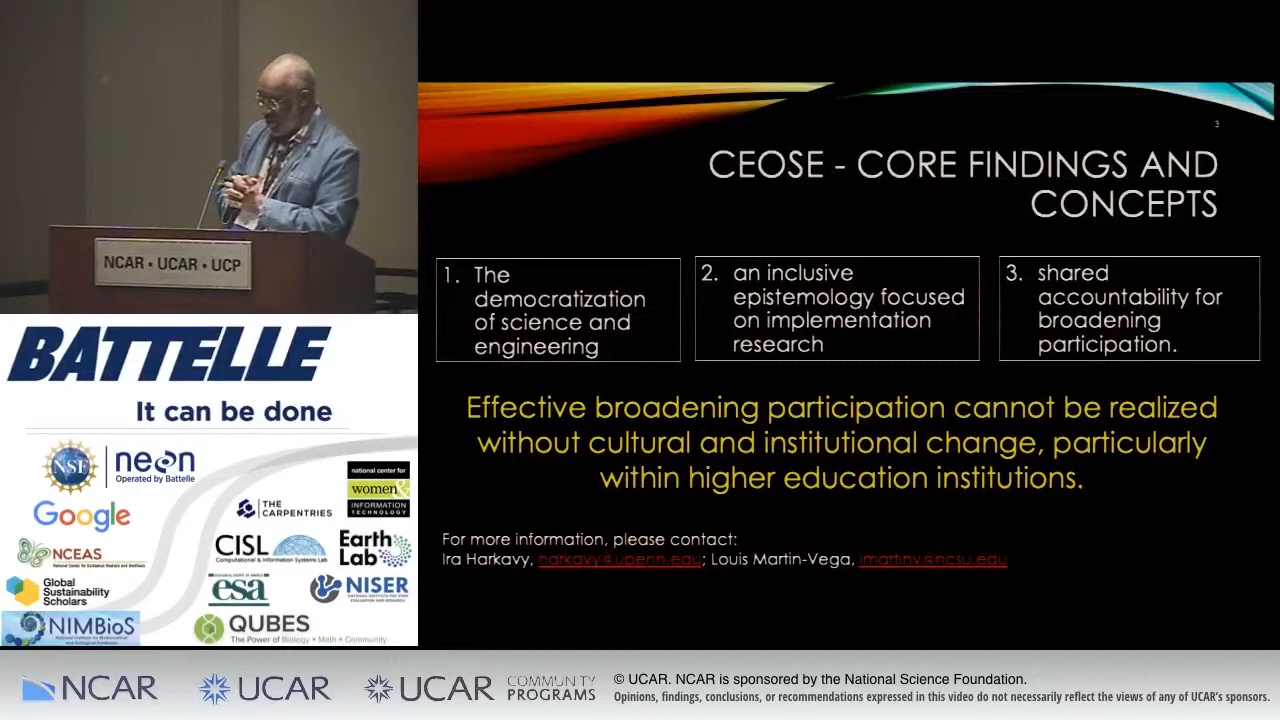 NCAR • UCAR • UCP
BATTELLE
It can be done
NSF
neon
Operated by Battelle
national center for
women &
INFORMATION
TECHNOLOGY
Google
THE
CARPENTRIES
NCEAS
CISL
Computational & Information Systems Lab
Earth
Lab
Global
Sustainability
Scholars
esa
NISER
NIMBioS
QUBES
The Power of Biology • Math • Community
3
CEOSE - CORE FINDINGS AND
CONCEPTS
1. The
democratization
of science and
engineering
2. an inclusive
epistemology focused
on implementation
research
3. shared
accountability for
broadening
participation.
Effective broadening participation cannot be realized
without cultural and institutional change, particularly
within higher education institutions.
For more information, please contact:
Ira Harkavy, harkavy@upenn.edu; Louis Martin-Vega, lmartinv@ncsu.edu
NCAR
UCAR
UCAR
COMMUNITY
PROGRAMS
© UCAR. NCAR is sponsored by the National Science Foundation.
Opinions, findings, conclusions, or recommendations expressed in this video do not necessarily reflect the views of any of UCAR's sponsors.